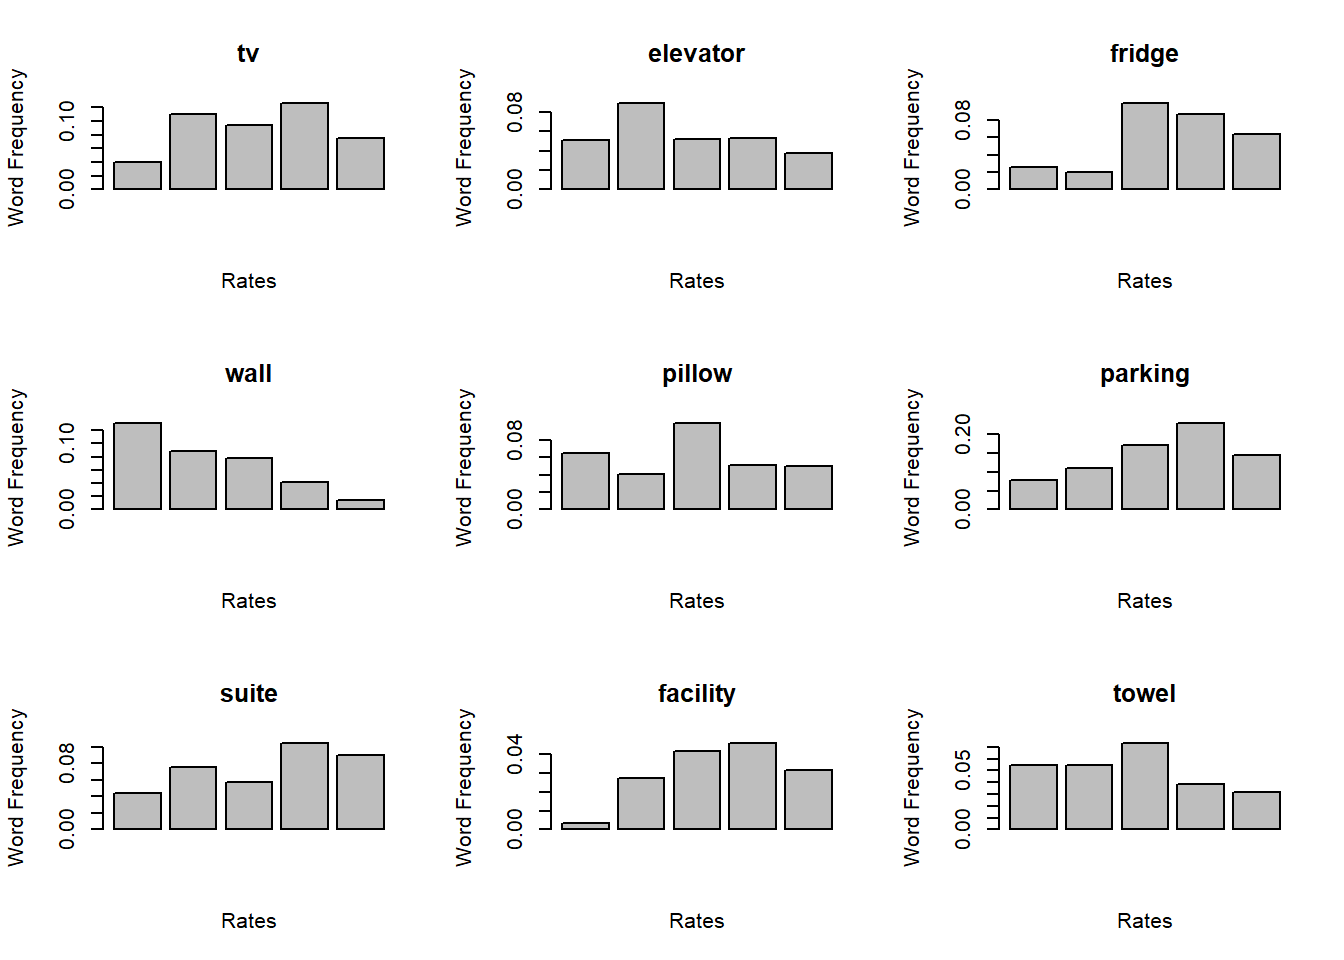 tv
Word Frequency
0.00 0.10
Rates
elevator
Word Frequency
0.00 0.08
Rates
fridge
Word Frequency
0.00 0.08
Rates
wall
Word Frequency
0.00 0.10
Rates
pillow
Word Frequency
0.00 0.08
Rates
parking
Word Frequency
0.00 0.20
Rates
suite
Word Frequency
0.00 0.08
Rates
facility
Word Frequency
0.00 0.04
Rates
towel
Word Frequency
0.00 0.05
Rates